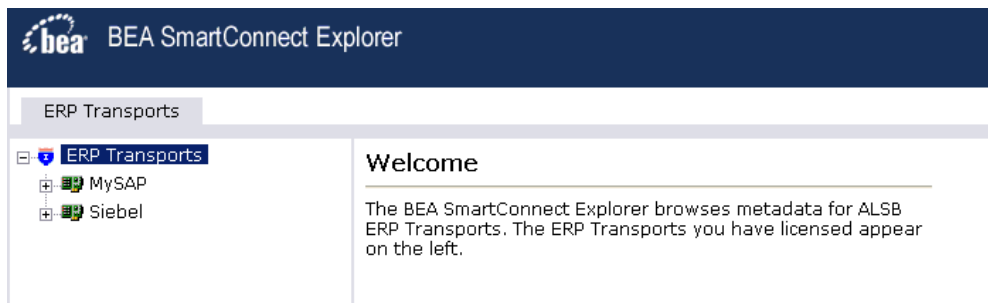 bea BEA SmartConnect Explorer
ERP Transports
ERP Transports
MySAP
Siebel
Welcome
The BEA SmartConnect Explorer browses metadata for ALSB
ERP Transports. The ERP Transports you have licensed appear
on the left.